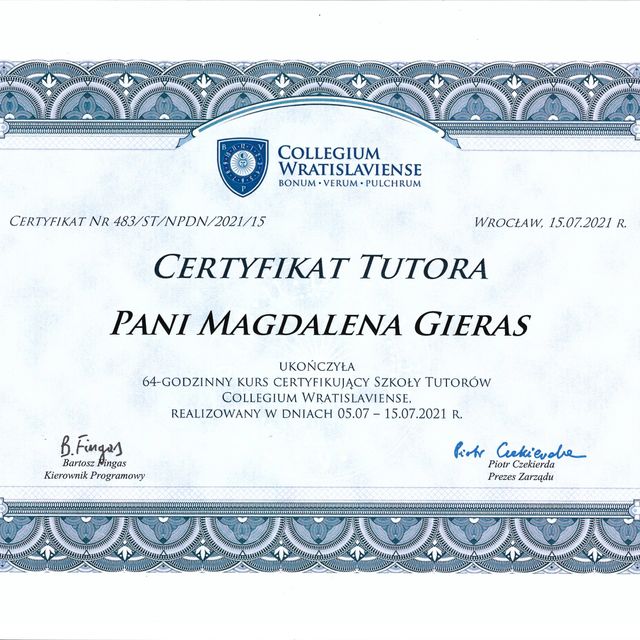 COLLEGIUM
WRATISLAVIENSE
BONUM • VERUM • PULCHRUM
CERTYFIKAT NR 483/ST/NPDN/2021/15
WROCŁAW, 15.07.2021 R.
CERTYFIKAT TUTORA
PANI MAGDALENA GIERAS
UKOŃCZYŁA
64-GODZINNY KURS CERTYFIKUJĄCY SZKOŁY TUTORÓW
COLLEGIUM WRATISLAVIENSE,
REALIZOWANY W DNIACH 05.07 – 15.07.2021 R.
B. Fingas
Bartosz Fingas
Kierownik Programowy
Piotr Czekierda
Piotr Czekierda
Prezes Zarządu